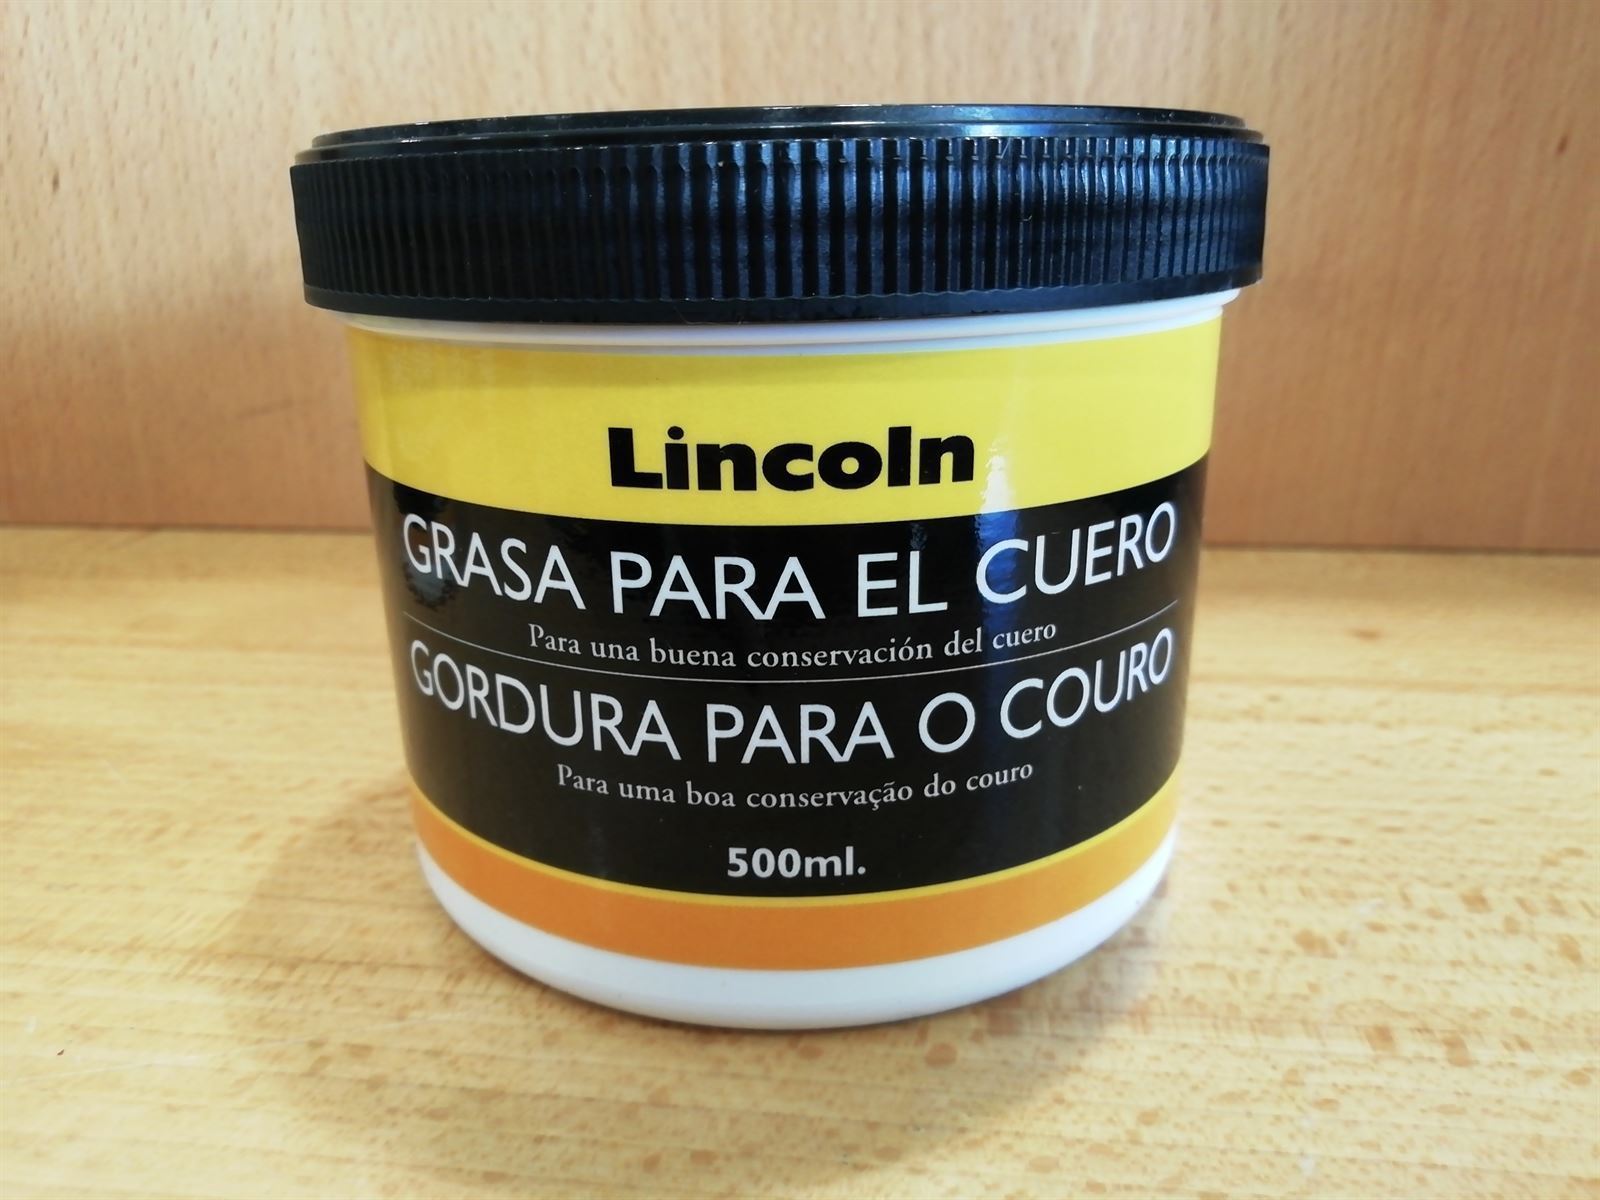 Lincoln
GRASA PARA EL CUERO
Para una buena conservación del cuero
GORDURA PARA O COURO
Para uma boa conservação do couro
500ml.